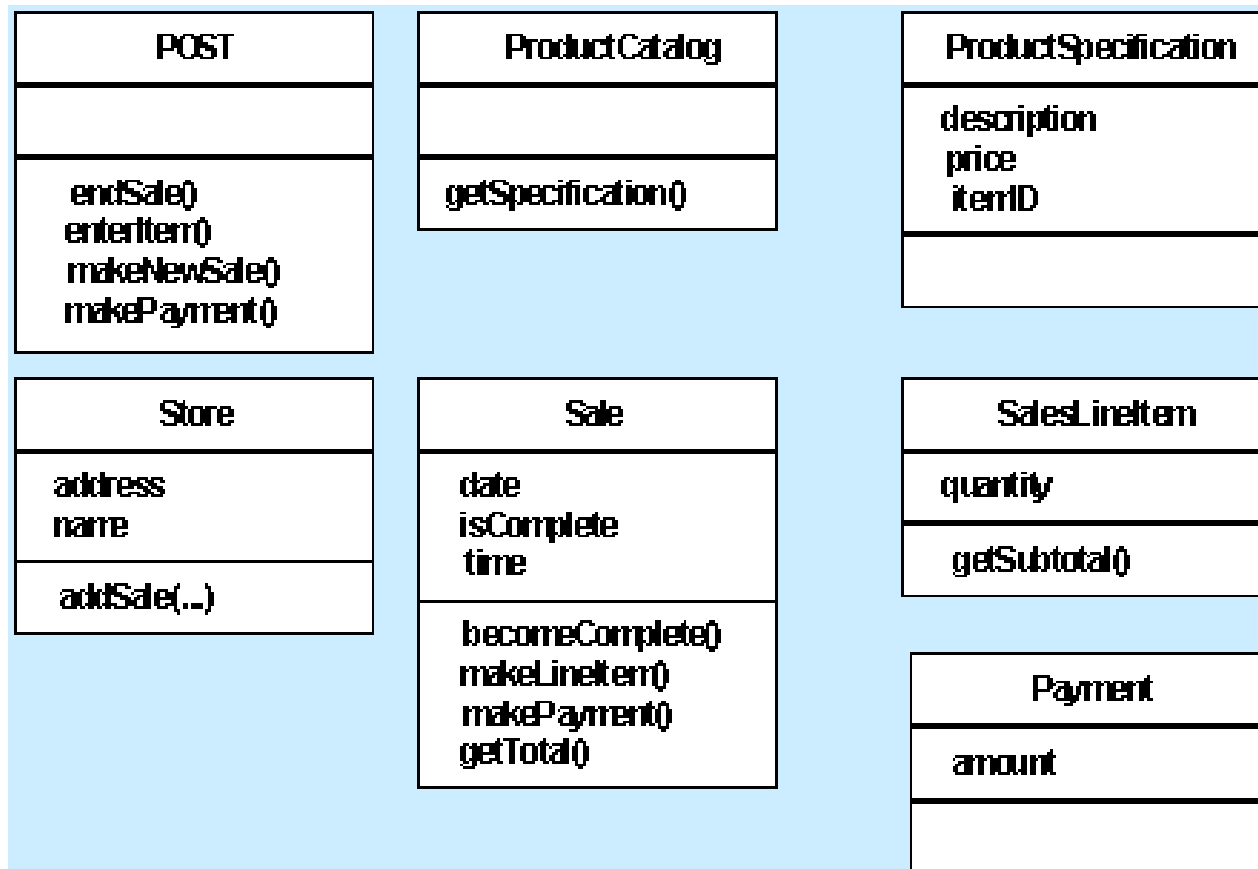 POST
endSale()
enterItem()
makeNewSale()
makePayment()
ProductCatalog
getSpecification()
ProductSpecification
description
price
itemID
Store
address
name
addSale(...)
Sale
date
isComplete
time
becomeComplete()
makeLineItem()
makePayment()
getTotal()
SalesLineItem
quantity
getSubtotal()
Payment
amount